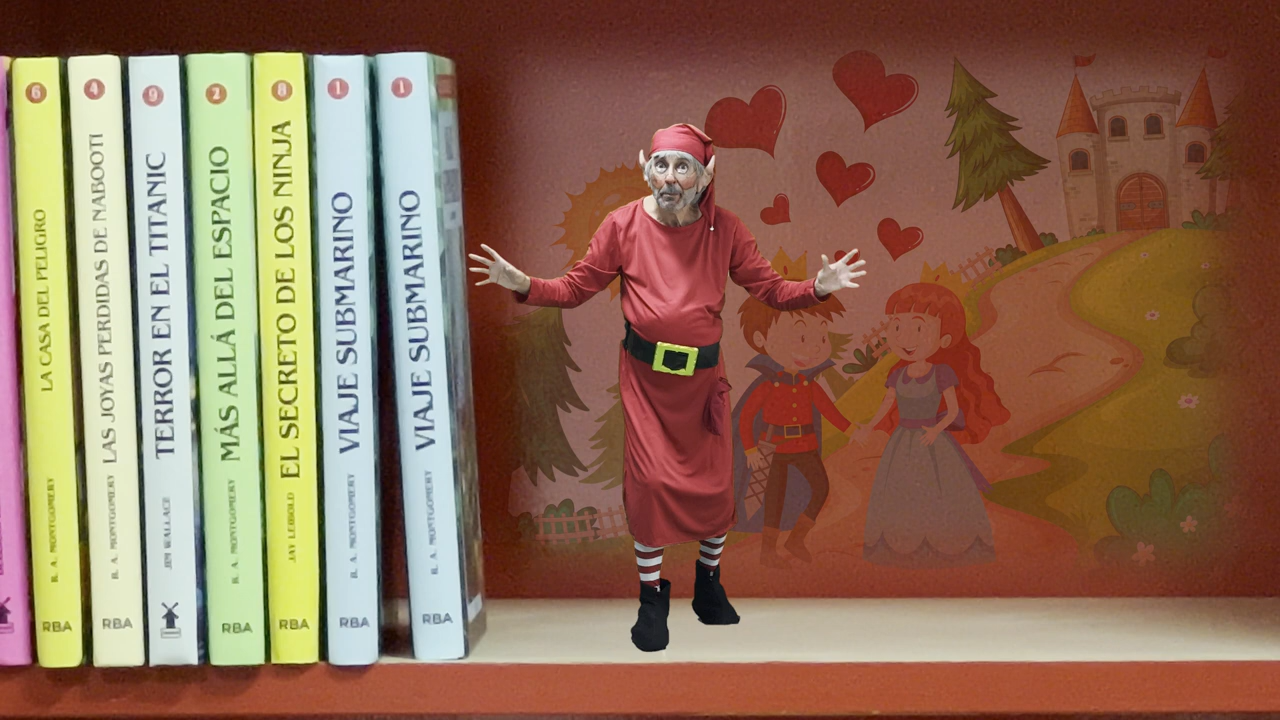 6
LA CASA DEL PELIGRO
R. A. MONTGOMERY
RBA
4
LAS JOYAS PERDIDAS DE NABOOTI
R. A. MONTGOMERY
RBA
9
TERROR EN EL TITANIC
JIM WALLACE
2
MÁS ALLÁ DEL ESPACIO
R. A. MONTGOMERY
RBA
8
EL SECRETO DE LOS NINJA
JAY LEIBOLD
RBA
1
VIAJE SUBMARINO
R. A. MONTGOMERY
RBA
1
VIAJE SUBMARINO
R. A. MONTGOMERY
RBA